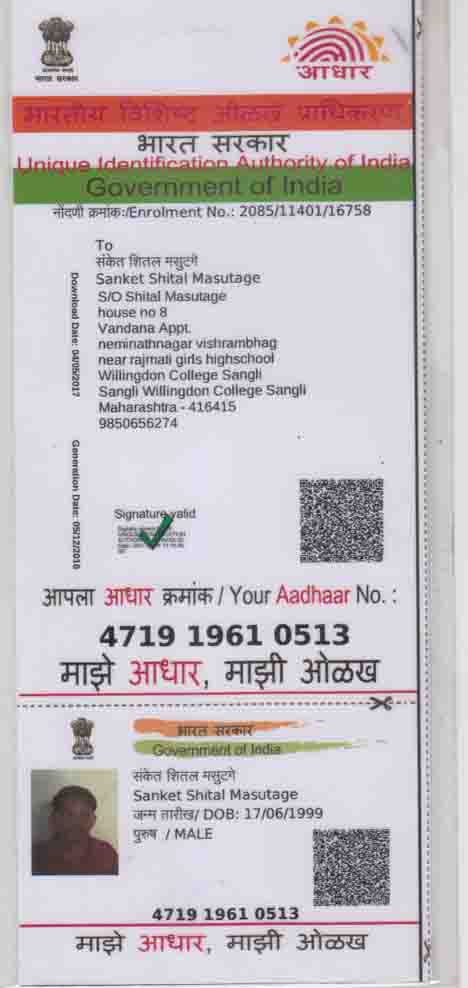 भारत सरकार
आधार
भारतीय विशिष्ट ओळख प्राधिकरण
भारत सरकार
Unique Identification Authority of India
Government of India
नोंदणी क्रमांक:/Enrolment No.: 2085/11401/16758
To
संकेत शितल मसुटगे
Sanket Shital Masutage
S/O Shital Masutage
house no 8
Vandana Appt.
neminathnagar vishrambhag
near rajmati girls highschool
Willingdon College Sangli
Sangli Willingdon College Sangli
Maharashtra - 416415
9850656274
Download Date: 04/05/2017
Generation Date: 05/12/2010
Signature valid
आपला आधार क्रमांक / Your Aadhaar No. :
4719 1961 0513
माझे आधार, माझी ओळख
भारत सरकार
Government of India
संकेत शितल मसुटगे
Sanket Shital Masutage
जन्म तारीख/ DOB: 17/06/1999
पुरुष / MALE
4719 1961 0513
माझे आधार, माझी ओळख